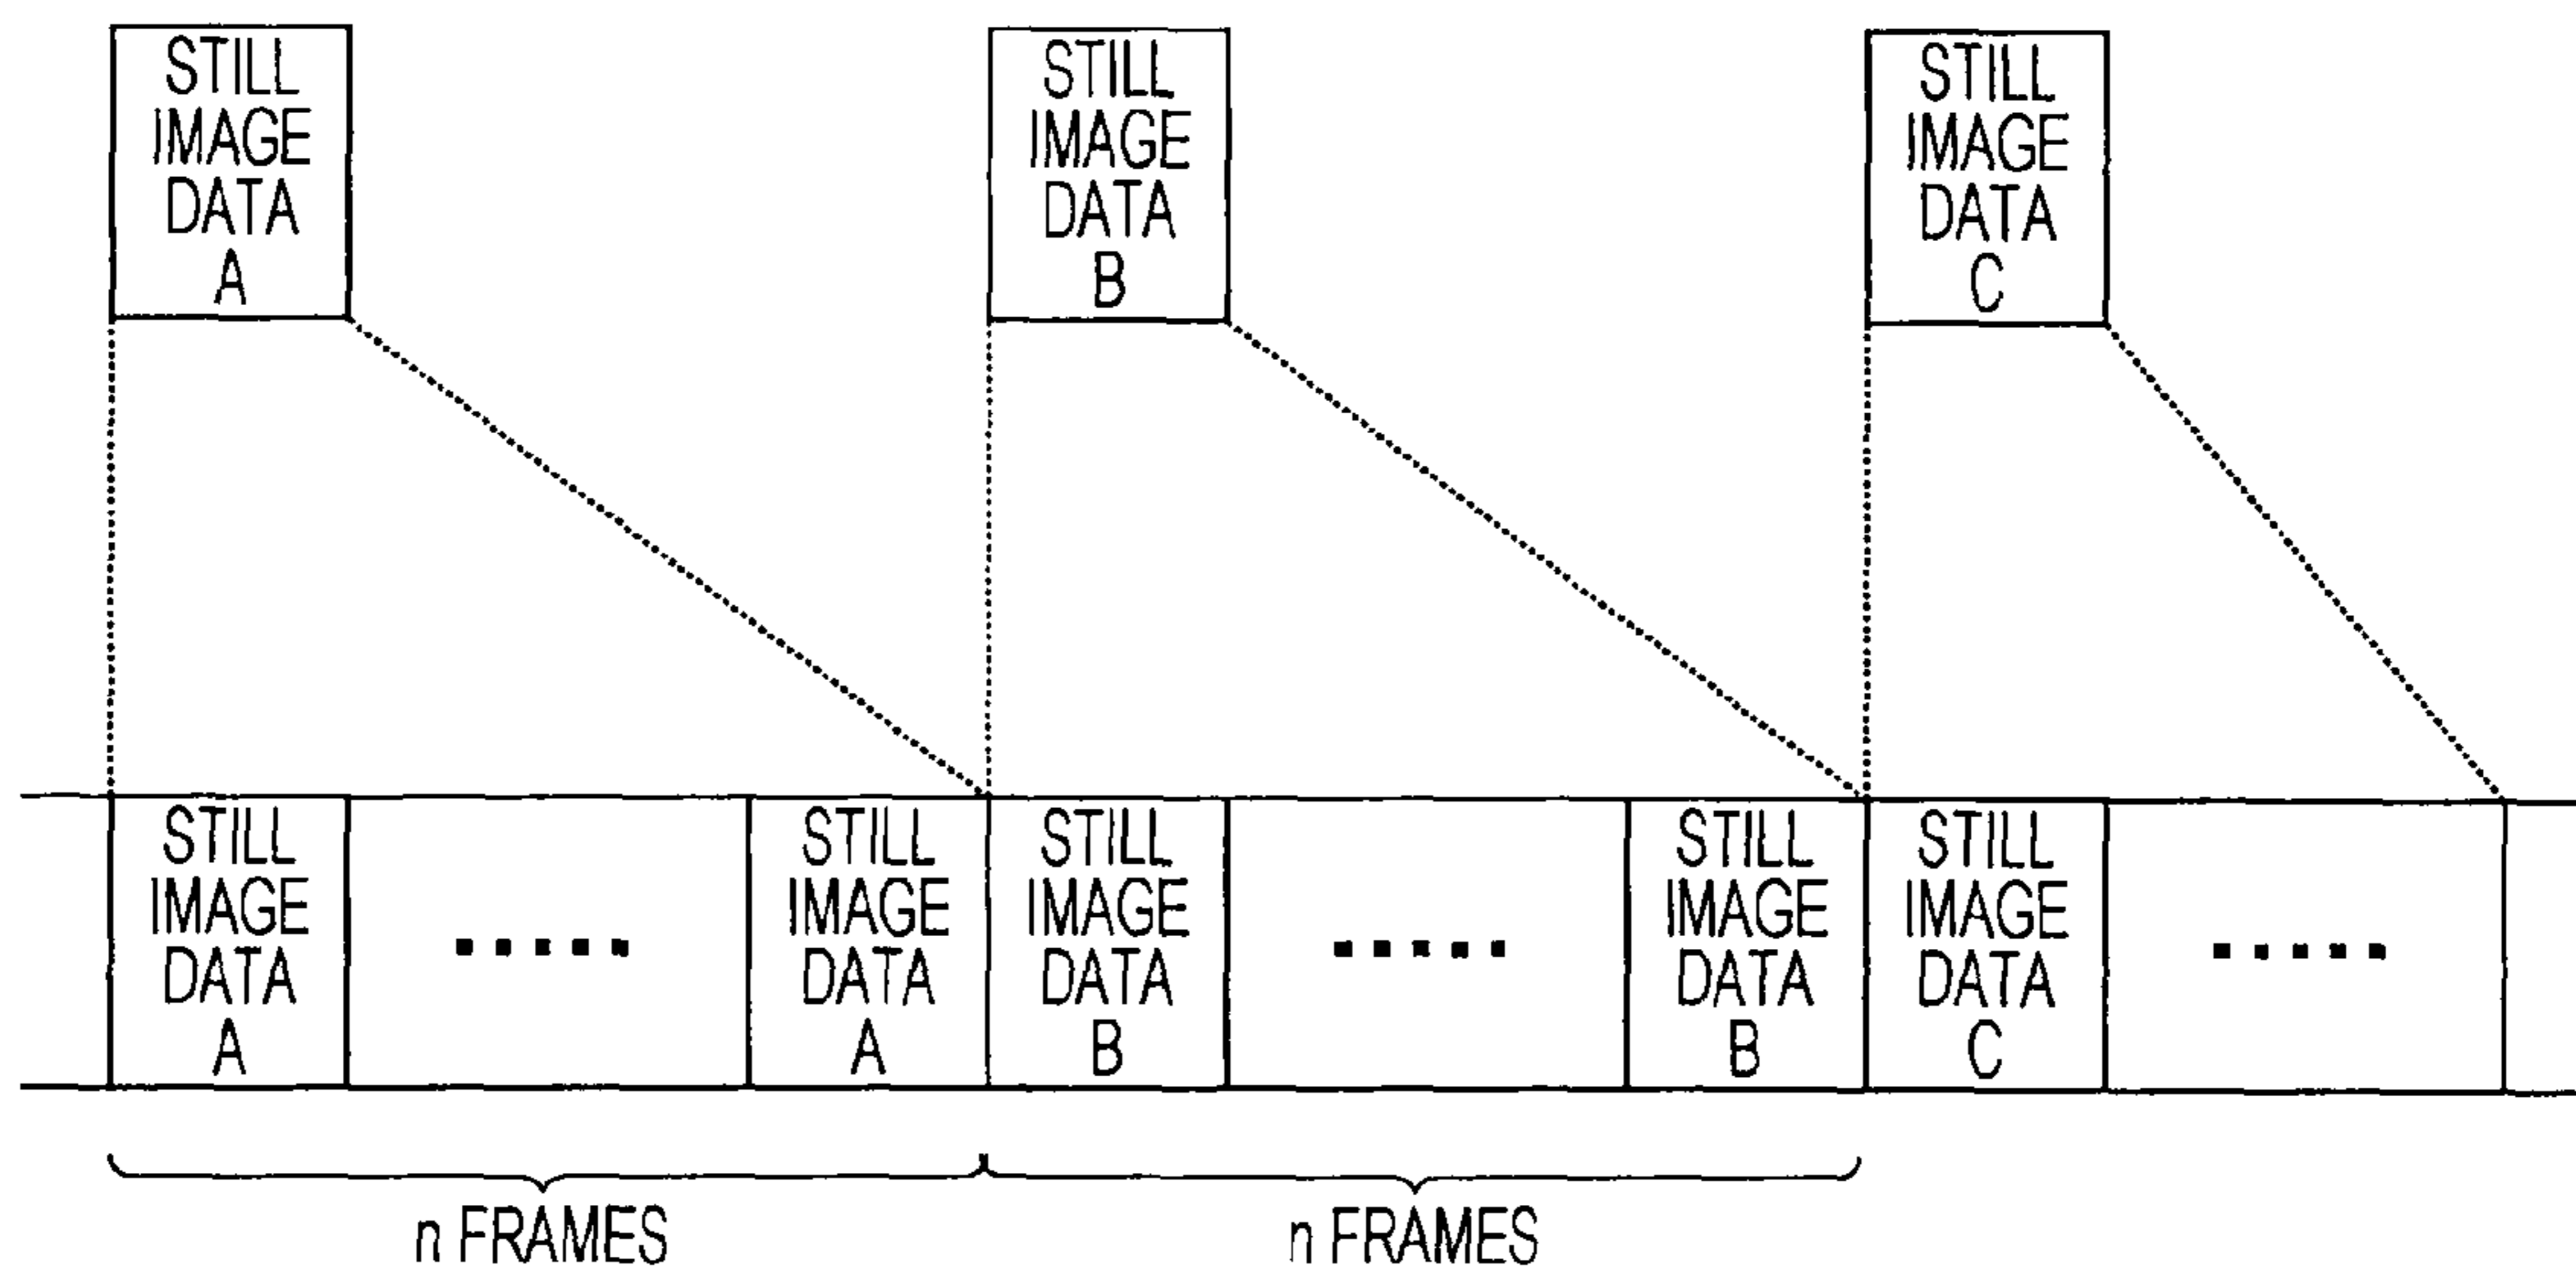 STILL
IMAGE
DATA
A
STILL
IMAGE
DATA
B
STILL
IMAGE
DATA
C
STILL
IMAGE
DATA
A
.....
STILL
IMAGE
DATA
A
STILL
IMAGE
DATA
B
.....
STILL
IMAGE
DATA
B
STILL
IMAGE
DATA
C
.....
n FRAMES
n FRAMES